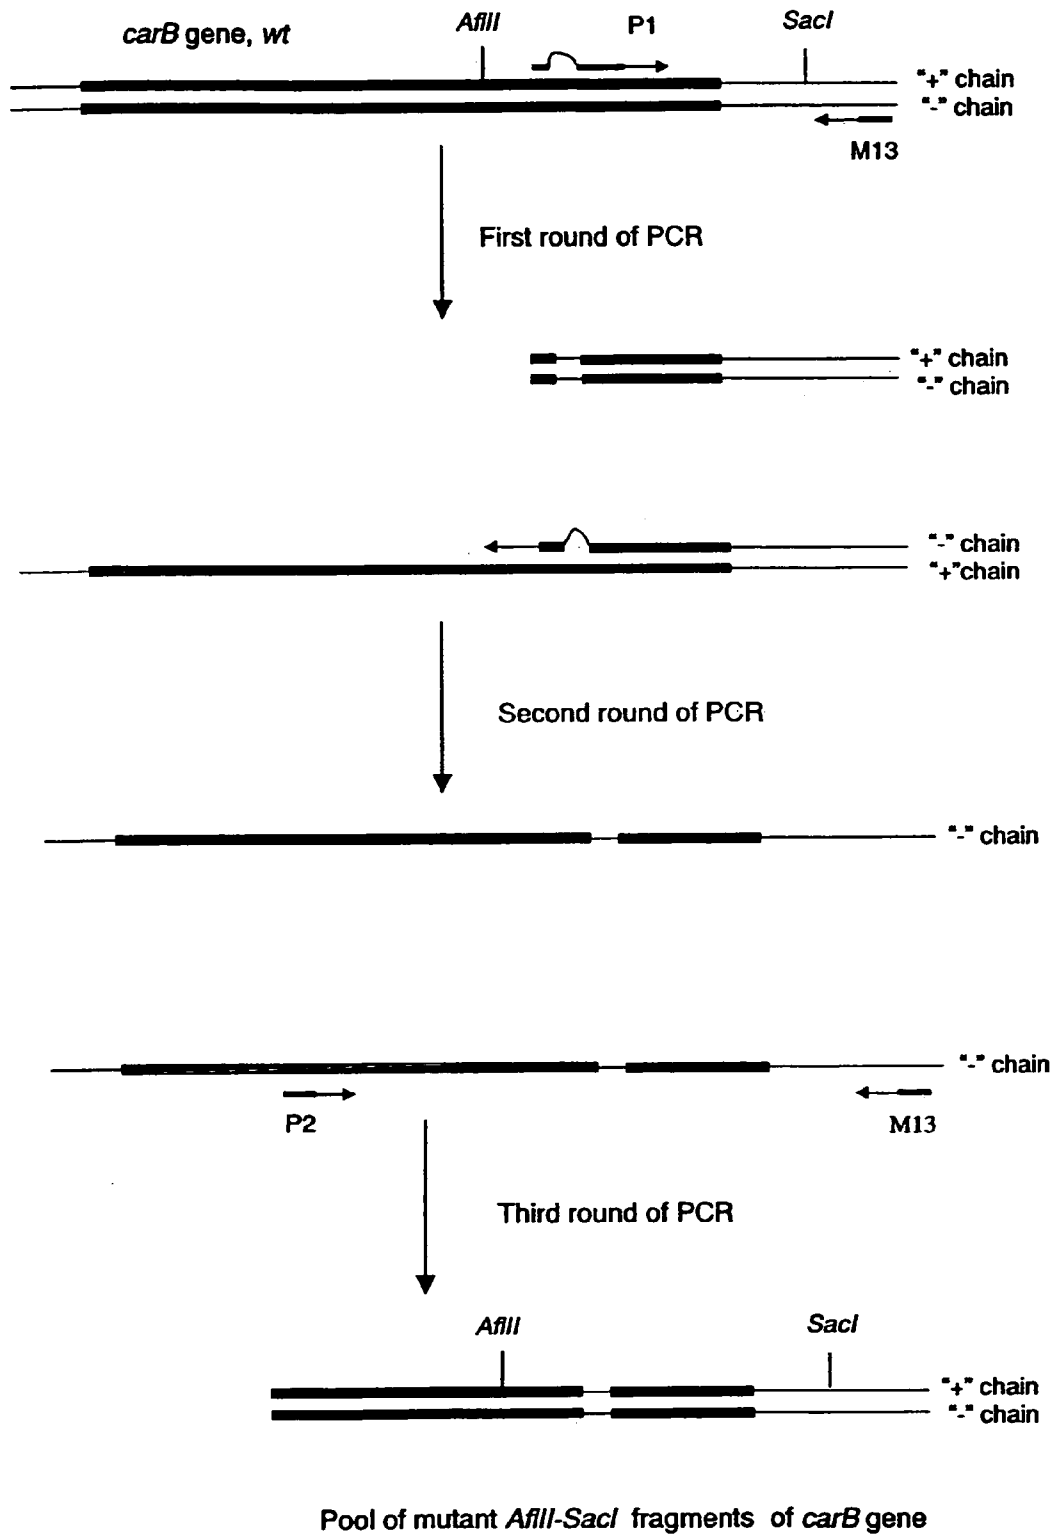 carB gene, wt
AflII
P1
SacI
"+" chain
"-" chain
M13
First round of PCR
"+" chain
"-" chain
"-" chain
"+"chain
Second round of PCR
"-" chain
"-" chain
P2
M13
Third round of PCR
AflII
SacI
"+" chain
"-" chain
Pool of mutant AflII-SacI fragments of carB gene